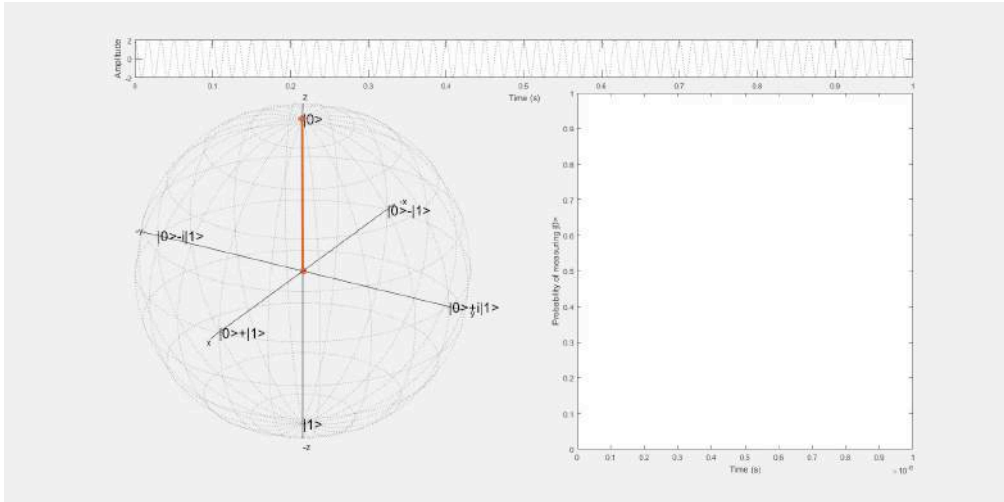 Amplitude
2
0
-2
0 0.1 0.2 0.3 0.4 0.5 0.6 0.7 0.8 0.9 1
Time (s)
z
|0>
-x
|0>-|1>
-y
|0>-i|1>
|0>+i|1>
y
|0>+|1>
x
|1>
-z
Probability of measuring |0>
1
0.9
0.8
0.7
0.6
0.5
0.4
0.3
0.2
0.1
0
0 0.1 0.2 0.3 0.4 0.5 0.6 0.7 0.8 0.9 1
Time (s)